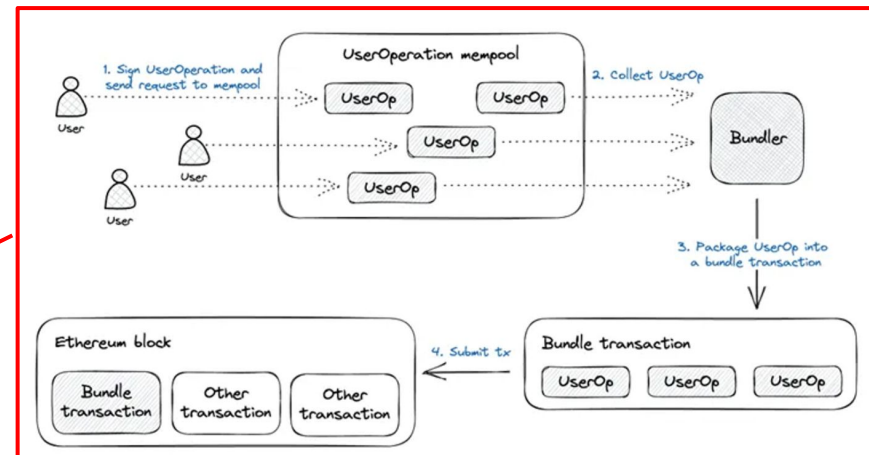 UserOperation mempool
1. Sign UserOperation and
send request to mempool
2. Collect UserOp
UserOp
UserOp
User
UserOp
Bundler
User
UserOp
User
3. Package UserOp into
a bundle transaction
Ethereum block
4. Submit tx
Bundle transaction
Bundle
transaction
Other
transaction
Other
transaction
UserOp
UserOp
UserOp